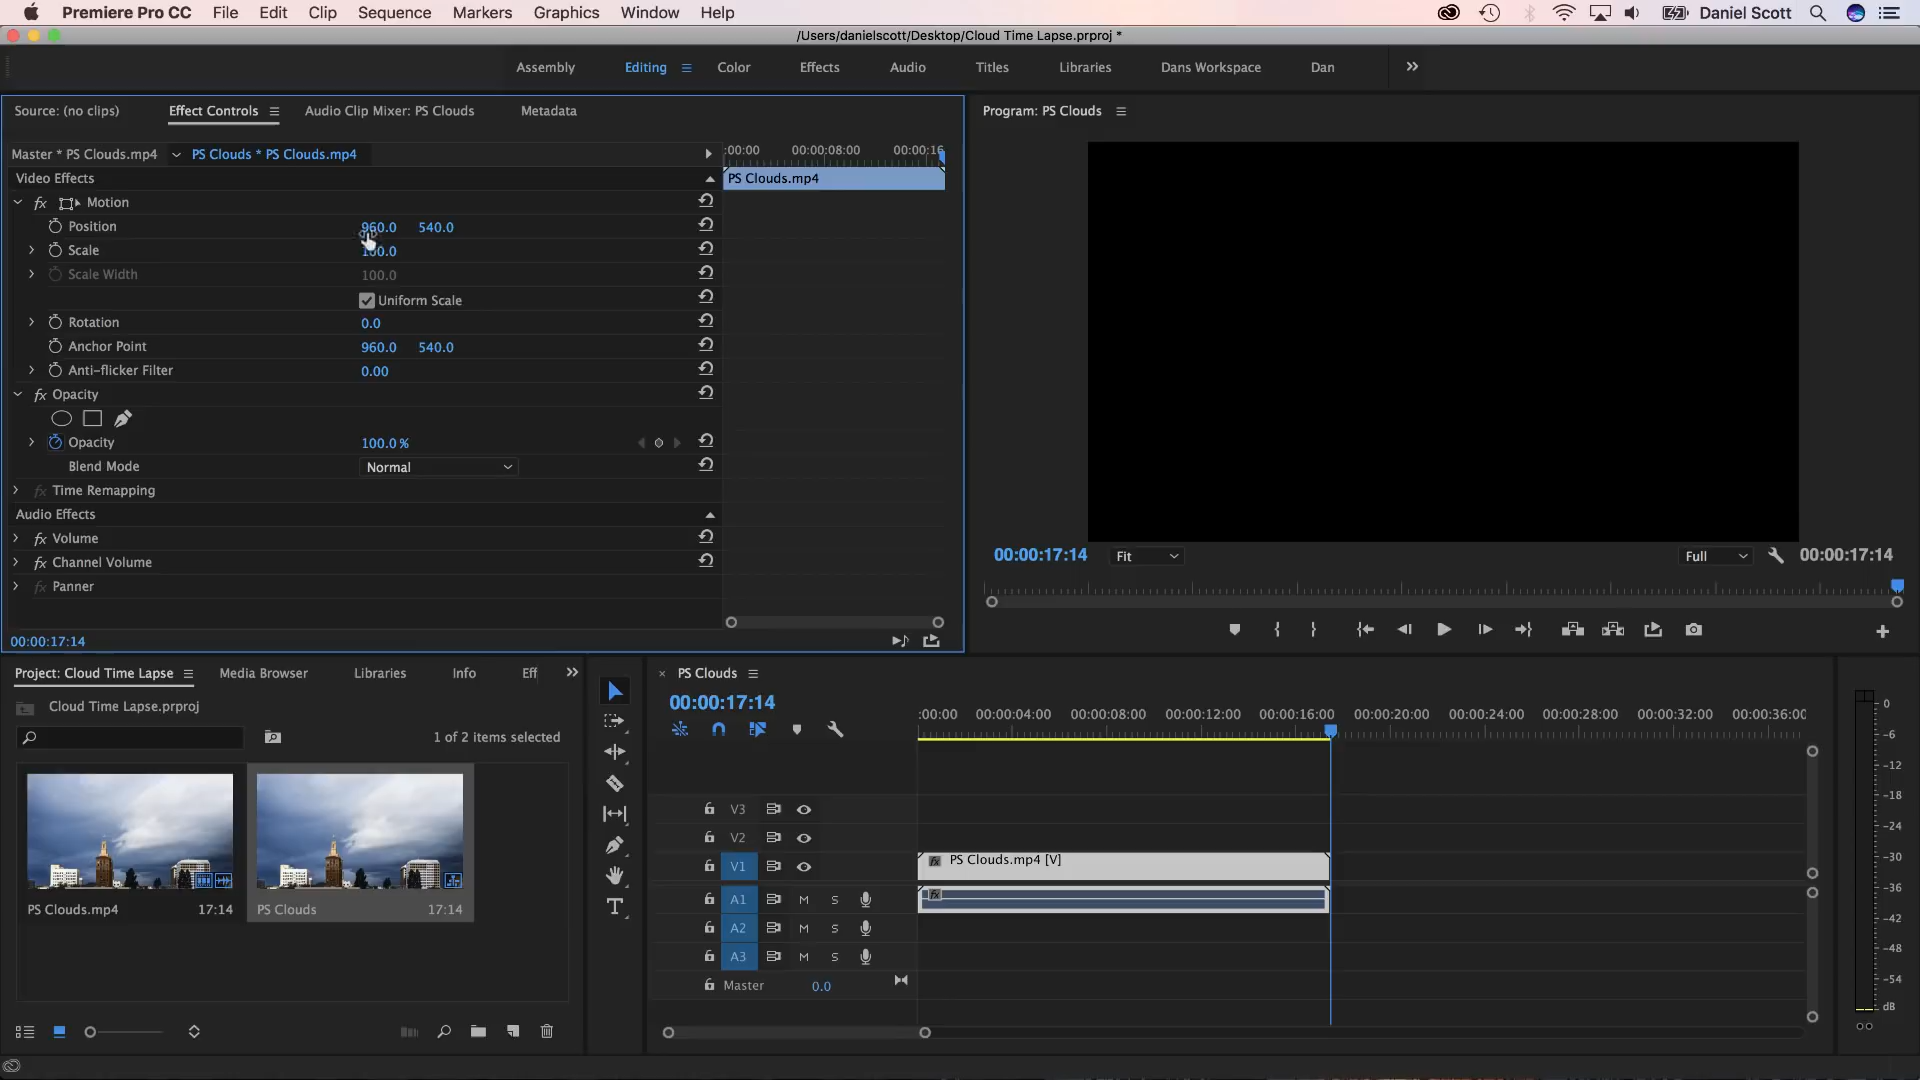 Premiere Pro CC File Edit Clip Sequence Markers Graphics Window Help Daniel Scott
/Users/danielscott/Desktop/Cloud Time Lapse.prproj *
Assembly Editing Color Effects Audio Titles Libraries Dans Workspace Dan
Source: (no clips) Effect Controls Audio Clip Mixer: PS Clouds Metadata
Program: PS Clouds
Master * PS Clouds.mp4 PS Clouds * PS Clouds.mp4
:00:00 00:00:08:00 00:00:16
Video Effects
PS Clouds.mp4
fx Motion
Position 960.0 540.0
Scale 100.0
Scale Width 100.0
Uniform Scale
Rotation 0.0
Anchor Point 960.0 540.0
Anti-flicker Filter 0.00
fx Opacity
Opacity 100.0 %
Blend Mode Normal
fx Time Remapping
Audio Effects
fx Volume
fx Channel Volume
fx Panner
00:00:17:14
00:00:17:14 Fit Full 00:00:17:14
Project: Cloud Time Lapse Media Browser Libraries Info Eff
Cloud Time Lapse.prproj
1 of 2 items selected
PS Clouds.mp4 17:14
PS Clouds 17:14
PS Clouds
00:00:17:14
:00:00 00:00:04:00 00:00:08:00 00:00:12:00 00:00:16:00 00:00:20:00 00:00:24:00 00:00:28:00 00:00:32:00 00:00:36:00
V3
V2
V1 fx PS Clouds.mp4 [V]
A1 M S fx
A2 M S
A3 M S
Master 0.0
T
0
-6
-12
-18
-24
-30
-36
-42
-48
-54
dB